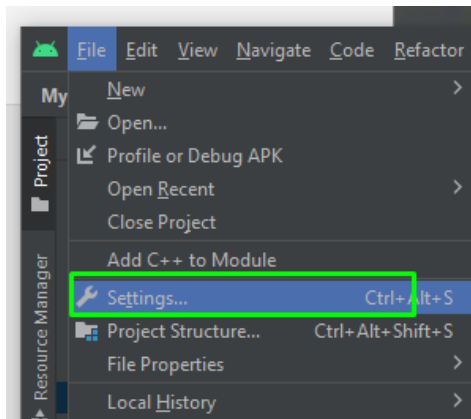 File Edit View Navigate Code Refactor
My
New
Open...
Profile or Debug APK
Open Recent
Close Project
Add C++ to Module
Settings... Ctrl+Alt+S
Project Structure... Ctrl+Alt+Shift+S
File Properties
Local History
Project
Resource Manager